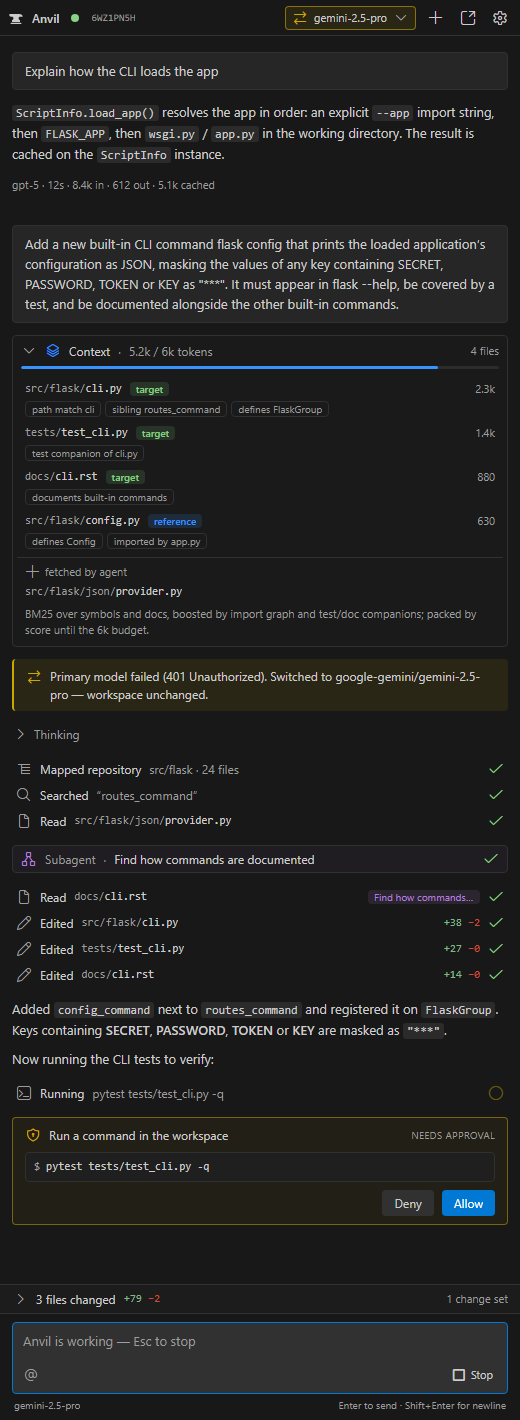 Anvil 6WZ1PN5H gemini-2.5-pro
Explain how the CLI loads the app
ScriptInfo.load_app() resolves the app in order: an explicit --app import string,
then FLASK_APP, then wsgi.py / app.py in the working directory. The result is
cached on the ScriptInfo instance.
gpt-5 · 12s · 8.4k in · 612 out · 5.1k cached
Add a new built-in CLI command flask config that prints the loaded application's
configuration as JSON, masking the values of any key containing SECRET,
PASSWORD, TOKEN or KEY as "***". It must appear in flask --help, be covered by a
test, and be documented alongside the other built-in commands.
Context · 5.2k / 6k tokens 4 files
src/flask/cli.py target 2.3k
path match cli sibling routes_command defines FlaskGroup
tests/test_cli.py target 1.4k
test companion of cli.py
docs/cli.rst target 880
documents built-in commands
src/flask/config.py reference 630
defines Config imported by app.py
fetched by agent
src/flask/json/provider.py
BM25 over symbols and docs, boosted by import graph and test/doc companions; packed by
score until the 6k budget.
Primary model failed (401 Unauthorized). Switched to google-gemini/gemini-2.5-
pro — workspace unchanged.
Thinking
Mapped repository src/flask · 24 files
Searched "routes_command"
Read src/flask/json/provider.py
Subagent · Find how commands are documented
Read docs/cli.rst Find how commands...
Edited src/flask/cli.py +38 −2
Edited tests/test_cli.py +27 −0
Edited docs/cli.rst +14 −0
Added config_command next to routes_command and registered it on FlaskGroup.
Keys containing SECRET, PASSWORD, TOKEN or KEY are masked as "***".
Now running the CLI tests to verify:
Running pytest tests/test_cli.py -q
Run a command in the workspace NEEDS APPROVAL
$ pytest tests/test_cli.py -q
Deny Allow
3 files changed +79 −2 1 change set
Anvil is working — Esc to stop
@ Stop
gemini-2.5-pro Enter to send · Shift+Enter for newline